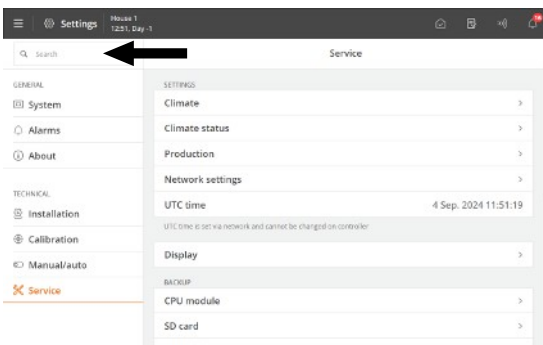 Settings
House 1
12:51, Day -1
Search
Service
GENERAL
System
Alarms
About
TECHNICAL
Installation
Calibration
Manual/auto
Service
SETTINGS
Climate
Climate status
Production
Network settings
UTC time 4 Sep. 2024 11:51:19
UTC time is set via network and cannot be changed on controller
Display
BACKUP
CPU module
SD card